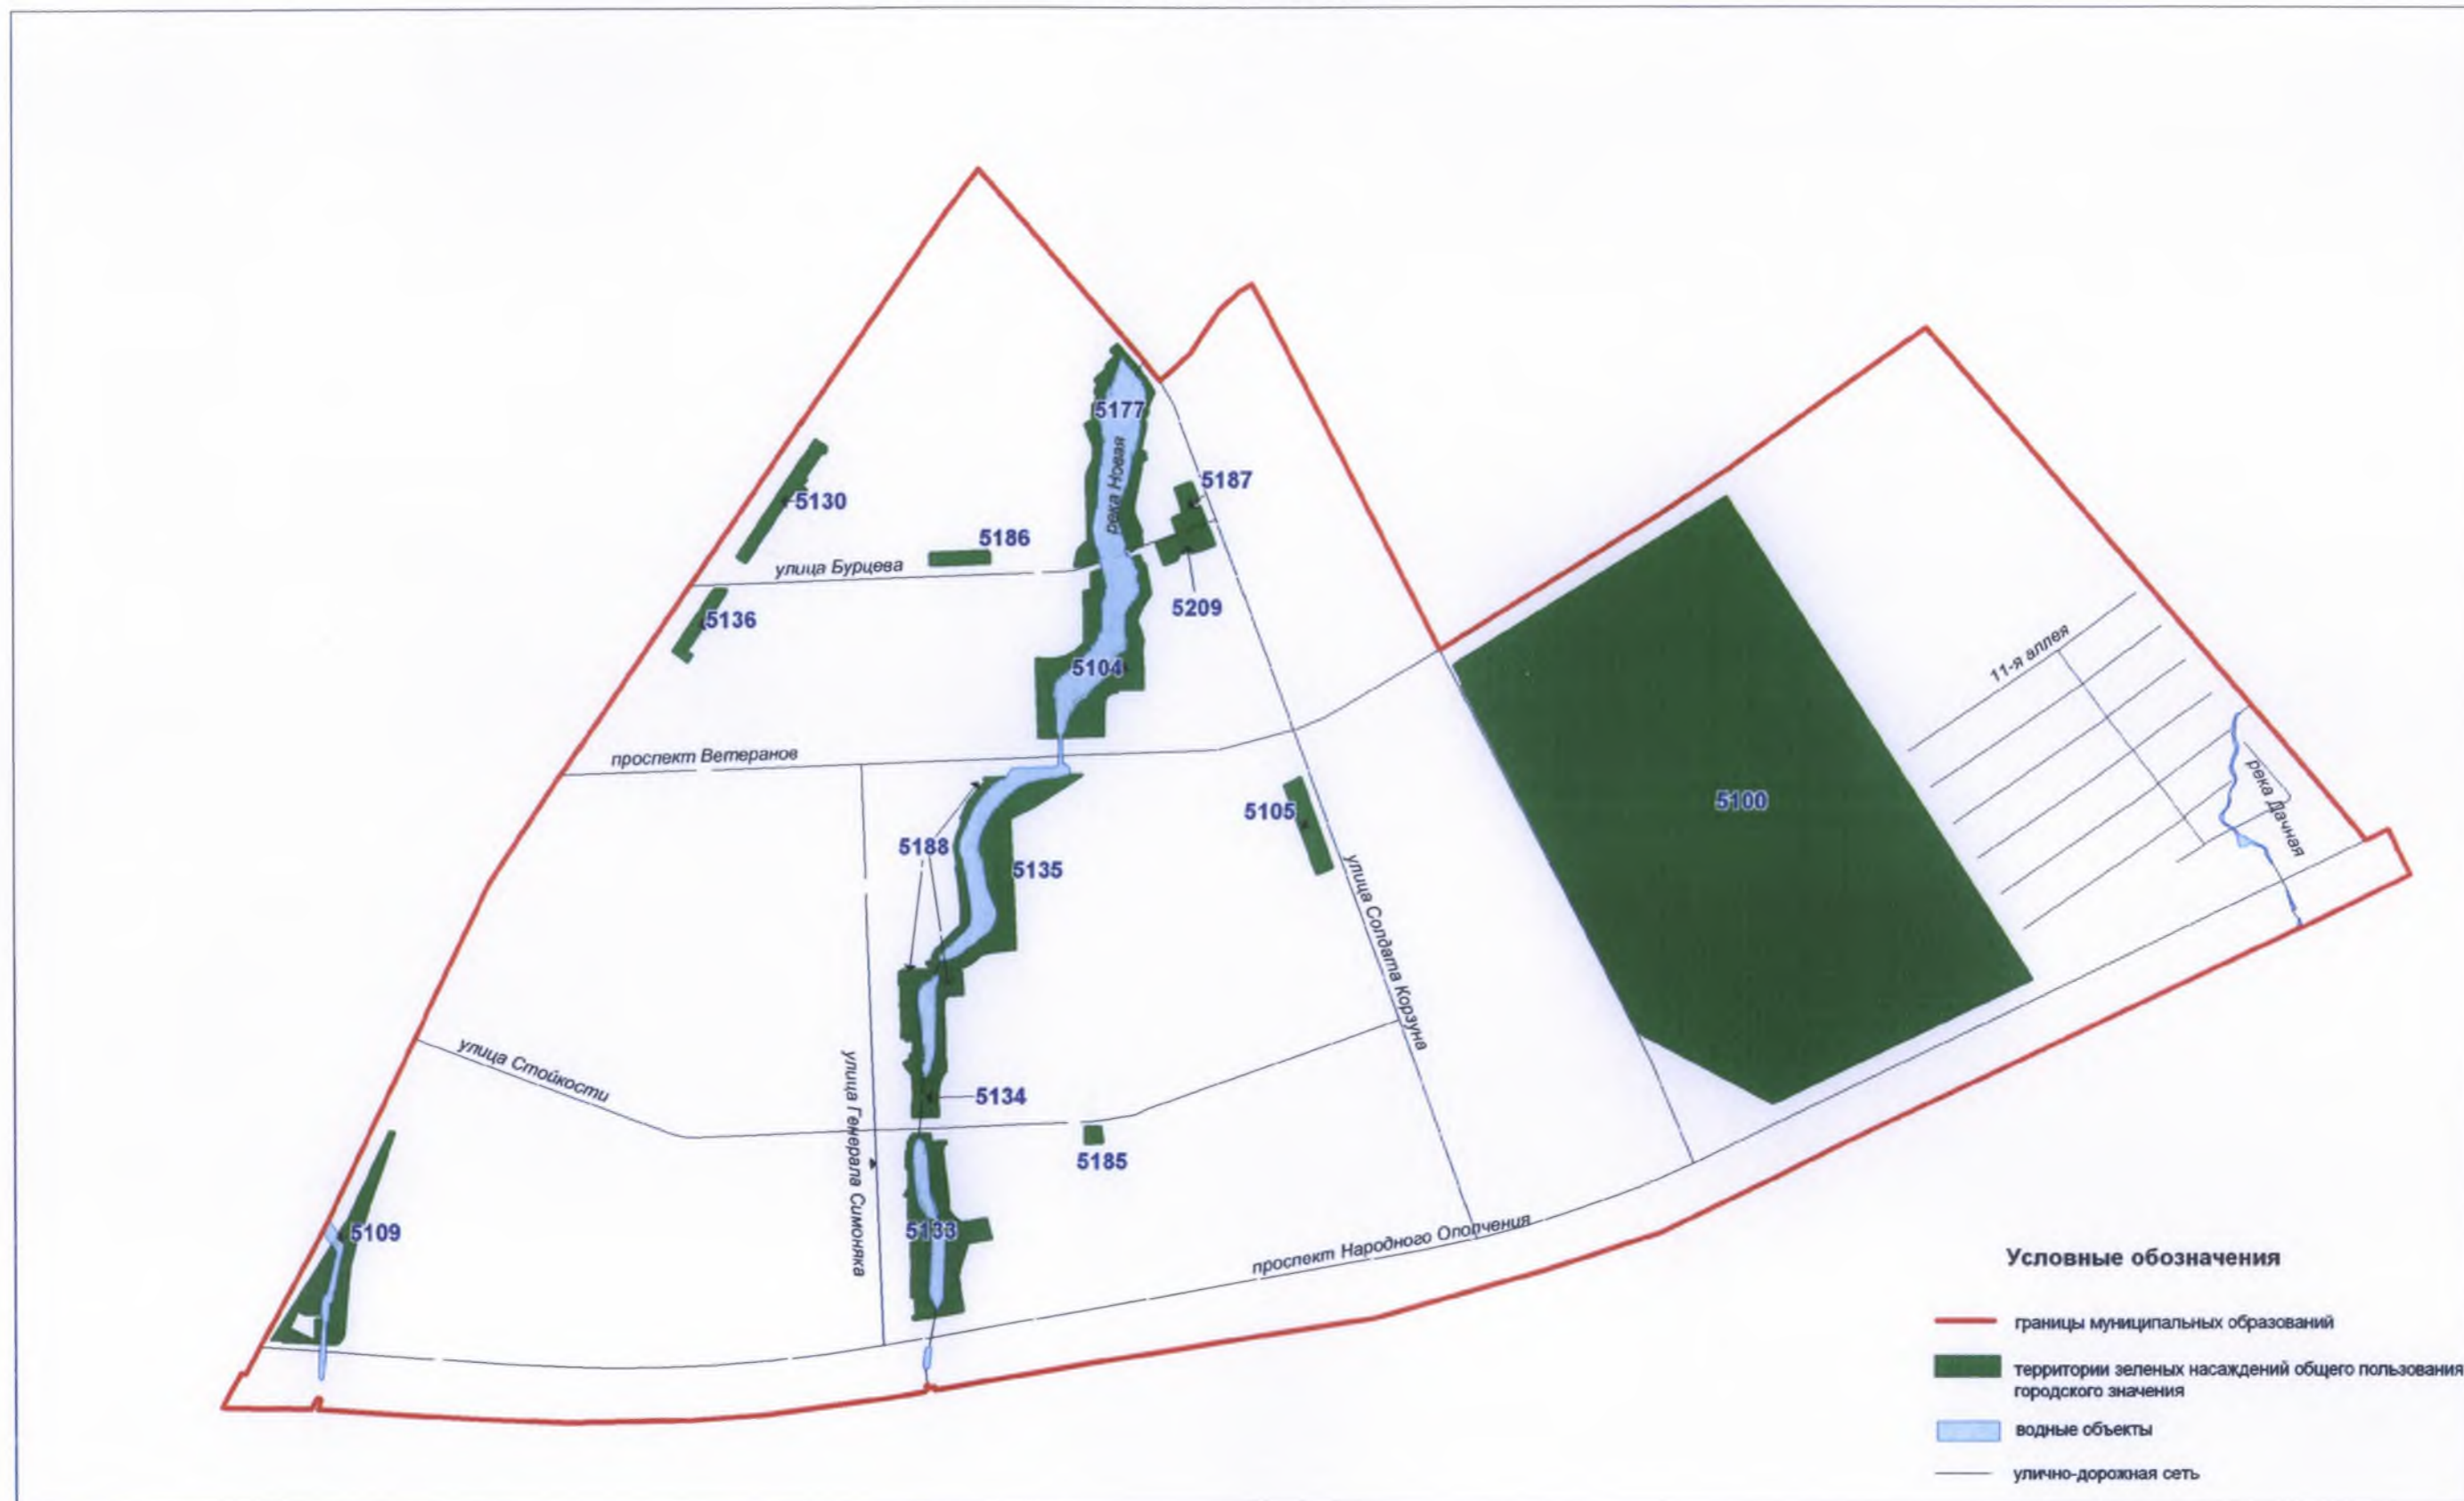 5177
река Новая
5187
5130
5186
улица Бурцева
5209
5136
5104
11-я аллея
проспект Ветеранов
река Дачная
5100
5105
5188
5135
улица Солдата Корзуна
улица Стойкости
улица Генерала Симоняка
5134
5185
5109
5133
проспект Народного Ополчения
Условные обозначения
границы муниципальных образований
территории зеленых насаждений общего пользования
городского значения
водные объекты
улично-дорожная сеть